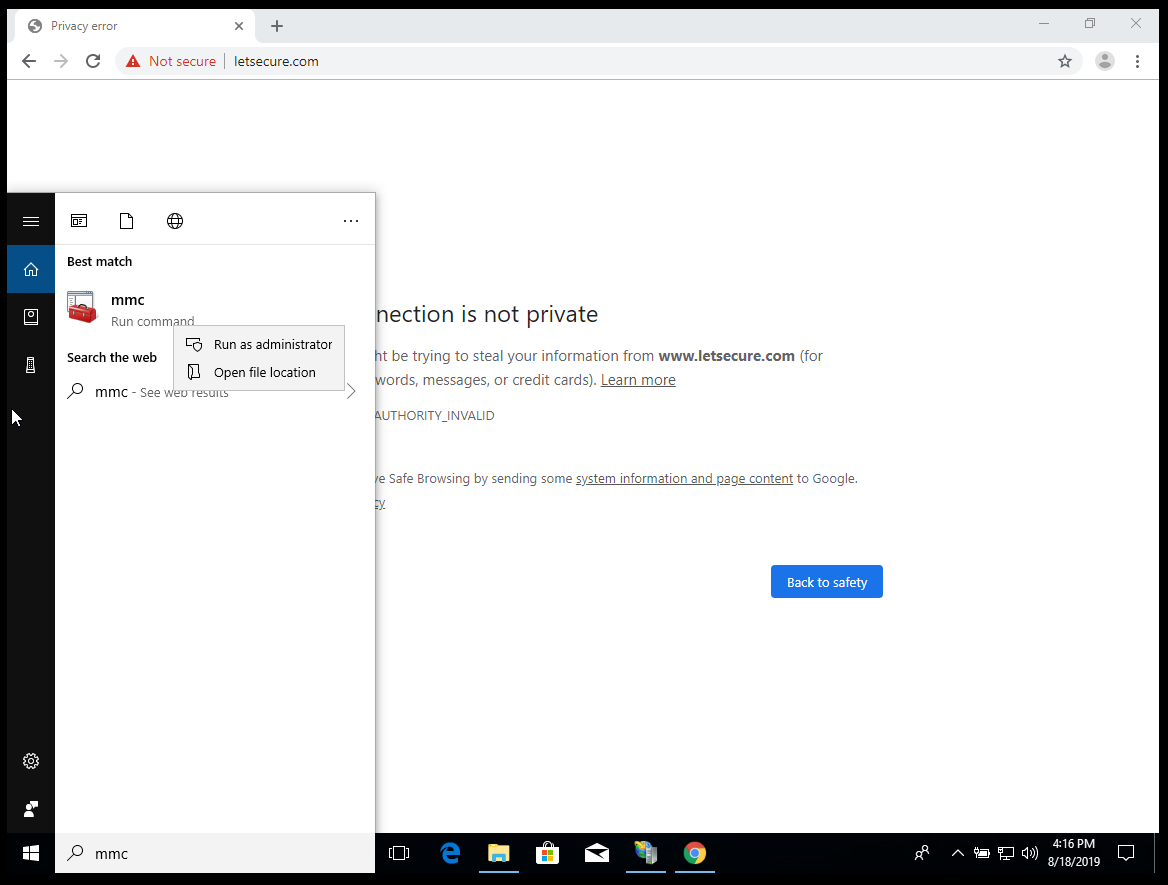 Privacy error
Not secure
letsecure.com
Best match
mmc
Run command
Run as administrator
Open file location
Search the web
mmc - See web results
nection is not private
ht be trying to steal your information from www.letsecure.com (for
words, messages, or credit cards). Learn more
AUTHORITY_INVALID
ve Safe Browsing by sending some system information and page content to Google.
cy
Back to safety
mmc
4:16 PM
8/18/2019